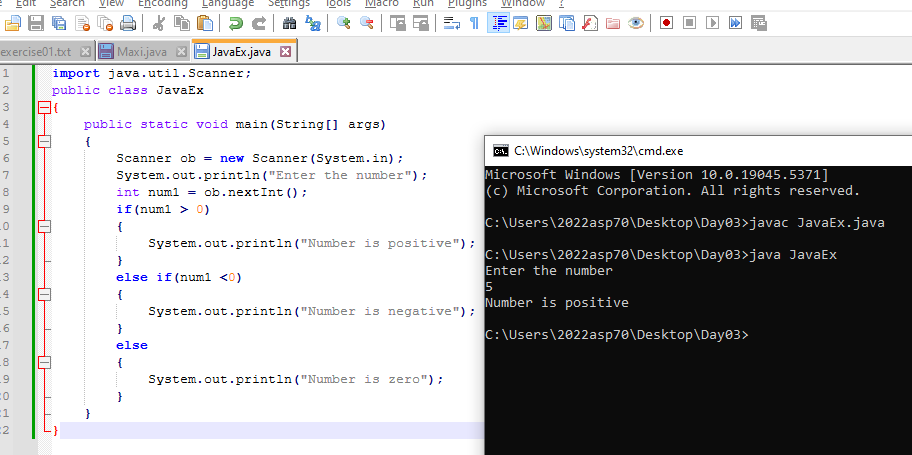 Search View Encoding Language Settings Tools Macro Run Plugins Window ?
exercise01.txt Maxi.java JavaEx.java
1 import java.util.Scanner;
2 public class JavaEx
3 {
4 public static void main(String[] args)
5 {
6 Scanner ob = new Scanner(System.in);
7 System.out.println("Enter the number");
8 int num1 = ob.nextInt();
9 if(num1 > 0)
10 {
11 System.out.println("Number is positive");
12 }
13 else if(num1 <0)
14 {
15 System.out.println("Number is negative");
16 }
17 else
18 {
19 System.out.println("Number is zero");
20 }
21 }
22 }
C:\Windows\system32\cmd.exe
Microsoft Windows [Version 10.0.19045.5371]
(c) Microsoft Corporation. All rights reserved.
C:\Users\2022asp70\Desktop\Day03>javac JavaEx.java
C:\Users\2022asp70\Desktop\Day03>java JavaEx
Enter the number
5
Number is positive
C:\Users\2022asp70\Desktop\Day03>